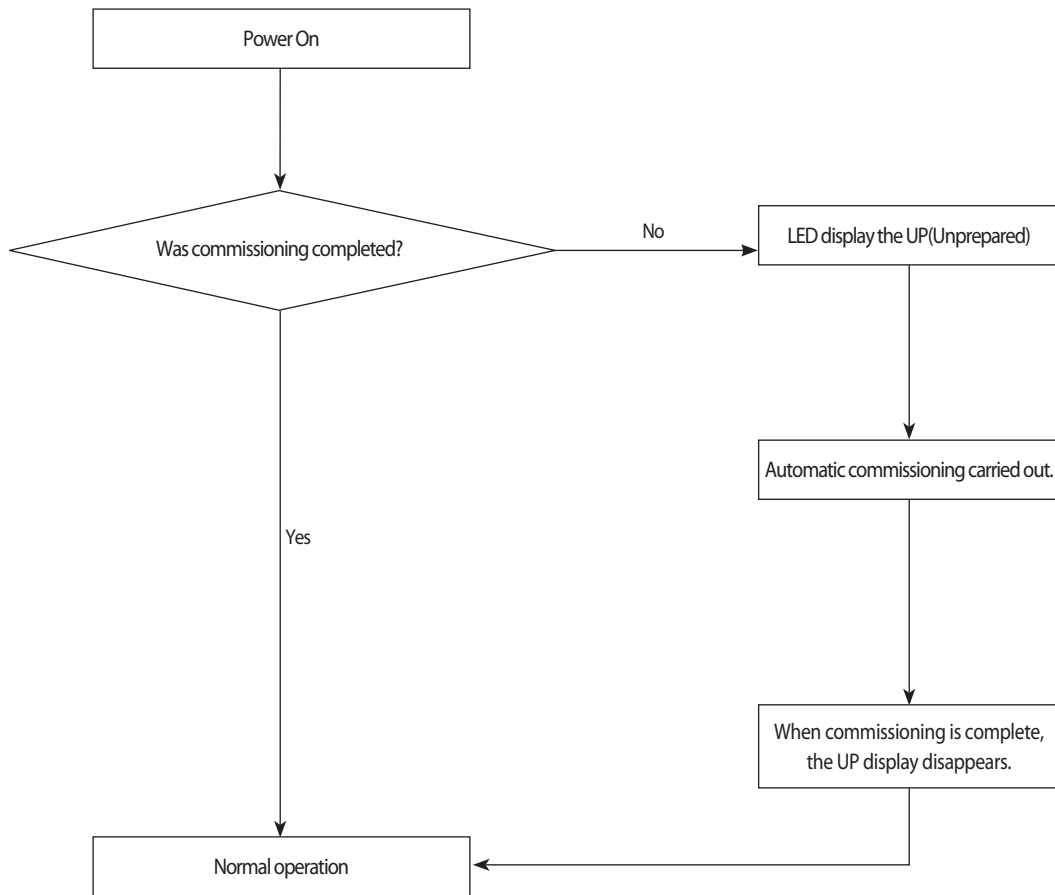 Power On
Was commissioning completed?
No
LED display the UP(Unprepared)
Automatic commissioning carried out.
Yes
When commissioning is complete,
the UP display disappears.
Normal operation